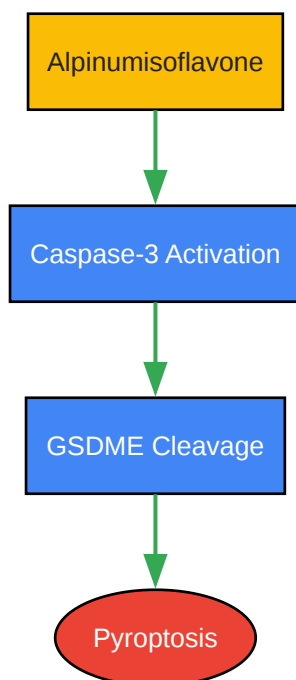 Alpinumisoflavone
Caspase-3 Activation
GSDME Cleavage
Pyroptosis